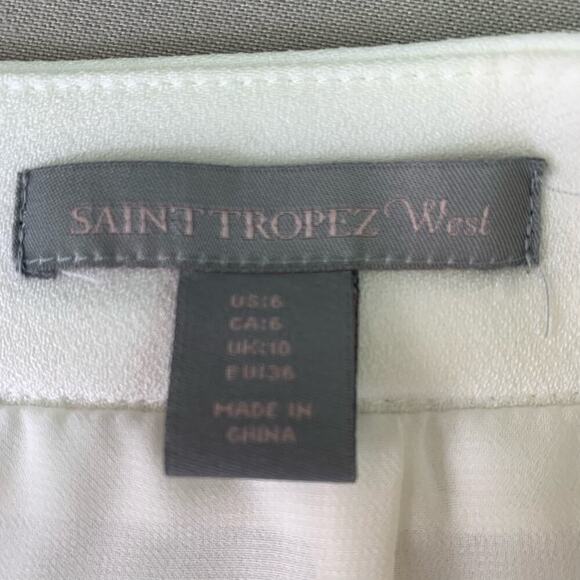 SAINT TROPEZ West
US:6
CA:6
UK:10
EU:36
MADE IN
CHINA